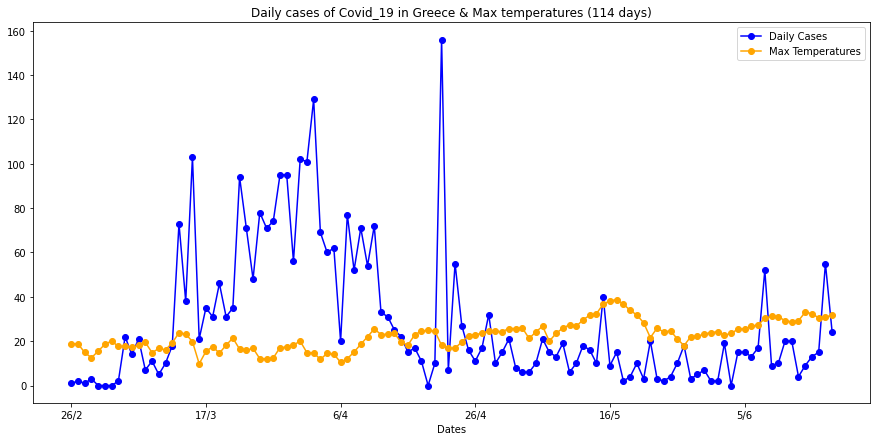 Daily cases of Covid_19 in Greece & Max temperatures (114 days)
Daily Cases
Max Temperatures
160
140
120
100
80
60
40
20
0
26/2 17/3 6/4 26/4 16/5 5/6
Dates